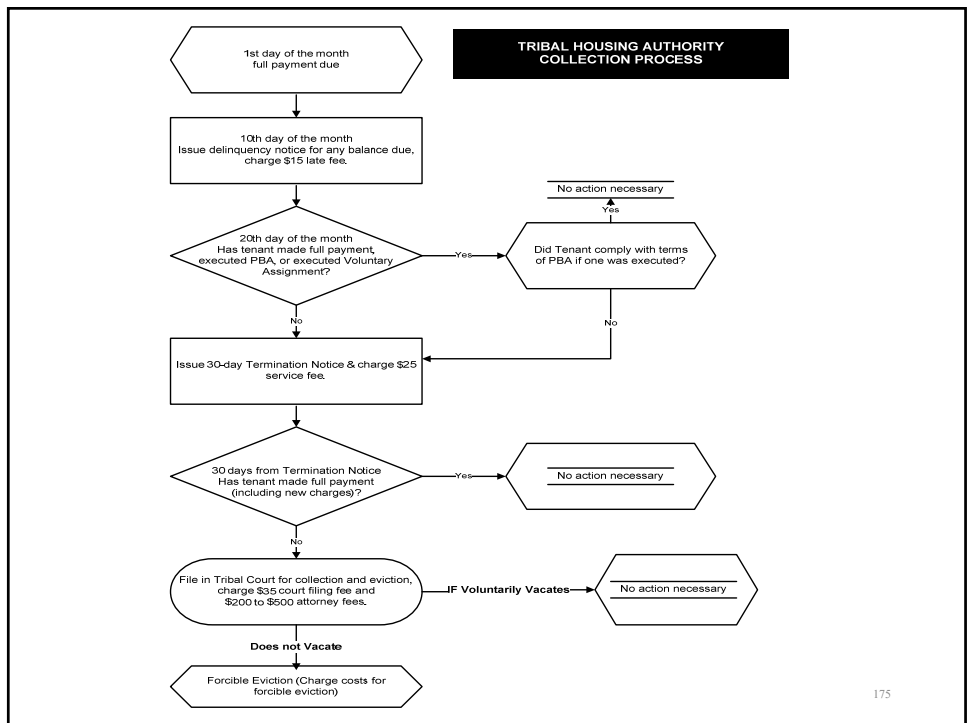 TRIBAL HOUSING AUTHORITY
COLLECTION PROCESS
1st day of the month
full payment due
10th day of the month
Issue delinquency notice for any balance due,
charge $15 late fee.
20th day of the month
Has tenant made full payment,
executed PBA, or executed Voluntary
Assignment?
Yes
Did Tenant comply with terms
of PBA if one was executed?
Yes
No action necessary
No
No
Issue 30-day Termination Notice & charge $25
service fee.
30 days from Termination Notice
Has tenant made full payment
(including new charges)?
Yes
No action necessary
No
File in Tribal Court for collection and eviction,
charge $35 court filing fee and
$200 to $500 attorney fees.
IF Voluntarily Vacates
No action necessary
Does not Vacate
Forcible Eviction (Charge costs for
forcible eviction)
175